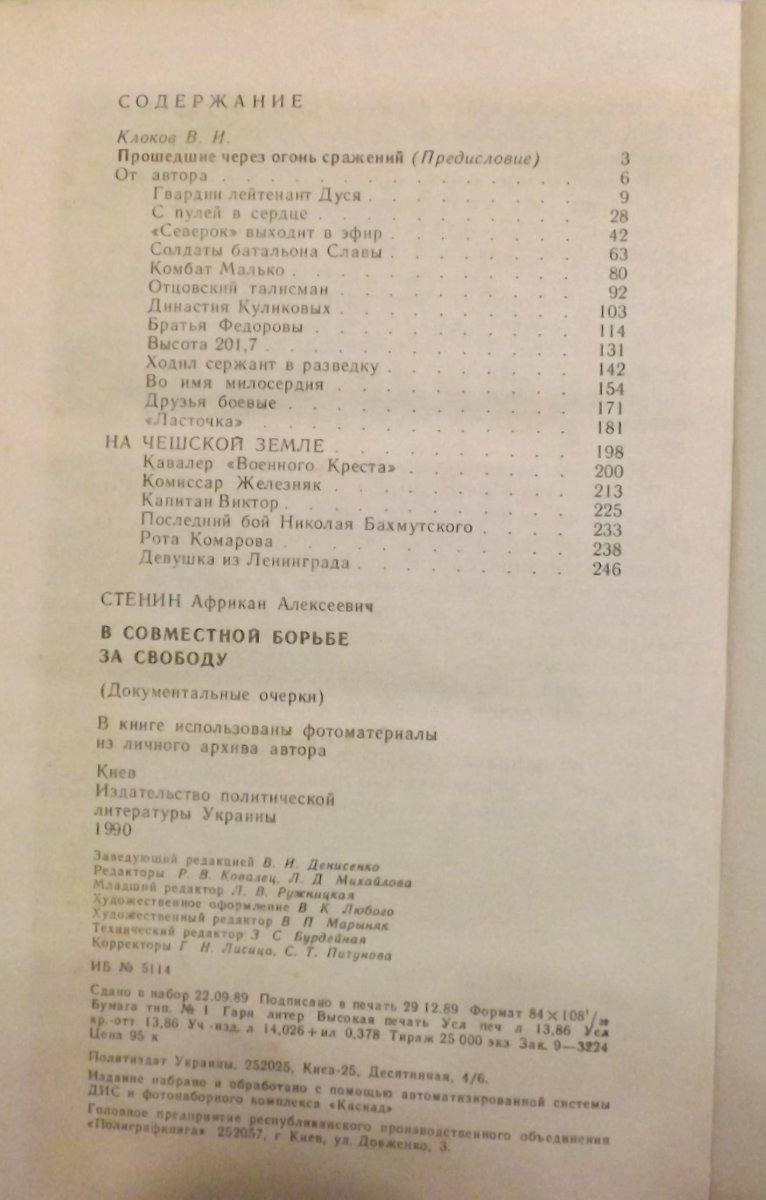 СОДЕРЖАНИЕ
Клоков В. И.
Прошедшие через огонь сражений (Предисловие) 3
От автора . . . . . . . . . . . . 6
Гвардии лейтенант Дуся . . . . . . . 9
С пулей в сердце . . . . . . . . 28
«Северок» выходит в эфир . . . . . . 42
Солдаты батальона Славы . . . . . . 63
Комбат Малько . . . . . . . . . 80
Отцовский талисман . . . . . . . . 92
Династия Куликовых . . . . . . . . 103
Братья Федоровы . . . . . . . . 114
Высота 201,7 . . . . . . . . . . 131
Ходил сержант в разведку . . . . . . 142
Во имя милосердия . . . . . . . . 154
Друзья боевые . . . . . . . . . 171
«Ласточка» . . . . . . . . . . 181
НА ЧЕШСКОЙ ЗЕМЛЕ . . . . . . . . 198
Кавалер «Военного Креста» . . . . . . 200
Комиссар Железняк . . . . . . . . 213
Капитан Виктор . . . . . . . . . 225
Последний бой Николая Бахмутского . . . . 233
Рота Комарова . . . . . . . . . 238
Девушка из Ленинграда . . . . . . . 246
СТЕНИН Африкан Алексеевич
В СОВМЕСТНОЙ БОРЬБЕ
ЗА СВОБОДУ
(Документальные очерки)
В книге использованы фотоматериалы
из личного архива автора
Киев
Издательство политической
литературы Украины
1990
Заведующий редакцией В. И. Денисенко
Редакторы Р. В. Ковалец, Л. Д Михайлова
Младший редактор Л. В. Ружницкая
Художественное оформление В К Любого
Художественный редактор В П Марыняк
Технический редактор З С Бурдейная
Корректоры Г Н. Лисица, С. Т. Питунова
ИБ № 5114
Сдано в набор 22.09.89 Подписано в печать 29 12.89 Формат 84×108¹/₃₂
Бумага тип. № 1 Гарн литер Высокая печать Усл печ л 13,86 Усл
кр.-отт 13,86 Уч -изд. л 14,026+ил 0,378 Тираж 25 000 экз Зак. 9—3224
Цена 95 к
Политиздат Украины. 252025, Киев-25, Десятинная, 4/6.
Издание набрано и обработано с помощью автоматизированной системы
ДИС и фотонаборного комплекса «Каскад»
Головное предприятие республиканского производственного объединения
«Полиграфкнига» 252057, г Киев, ул. Довженко, 3.